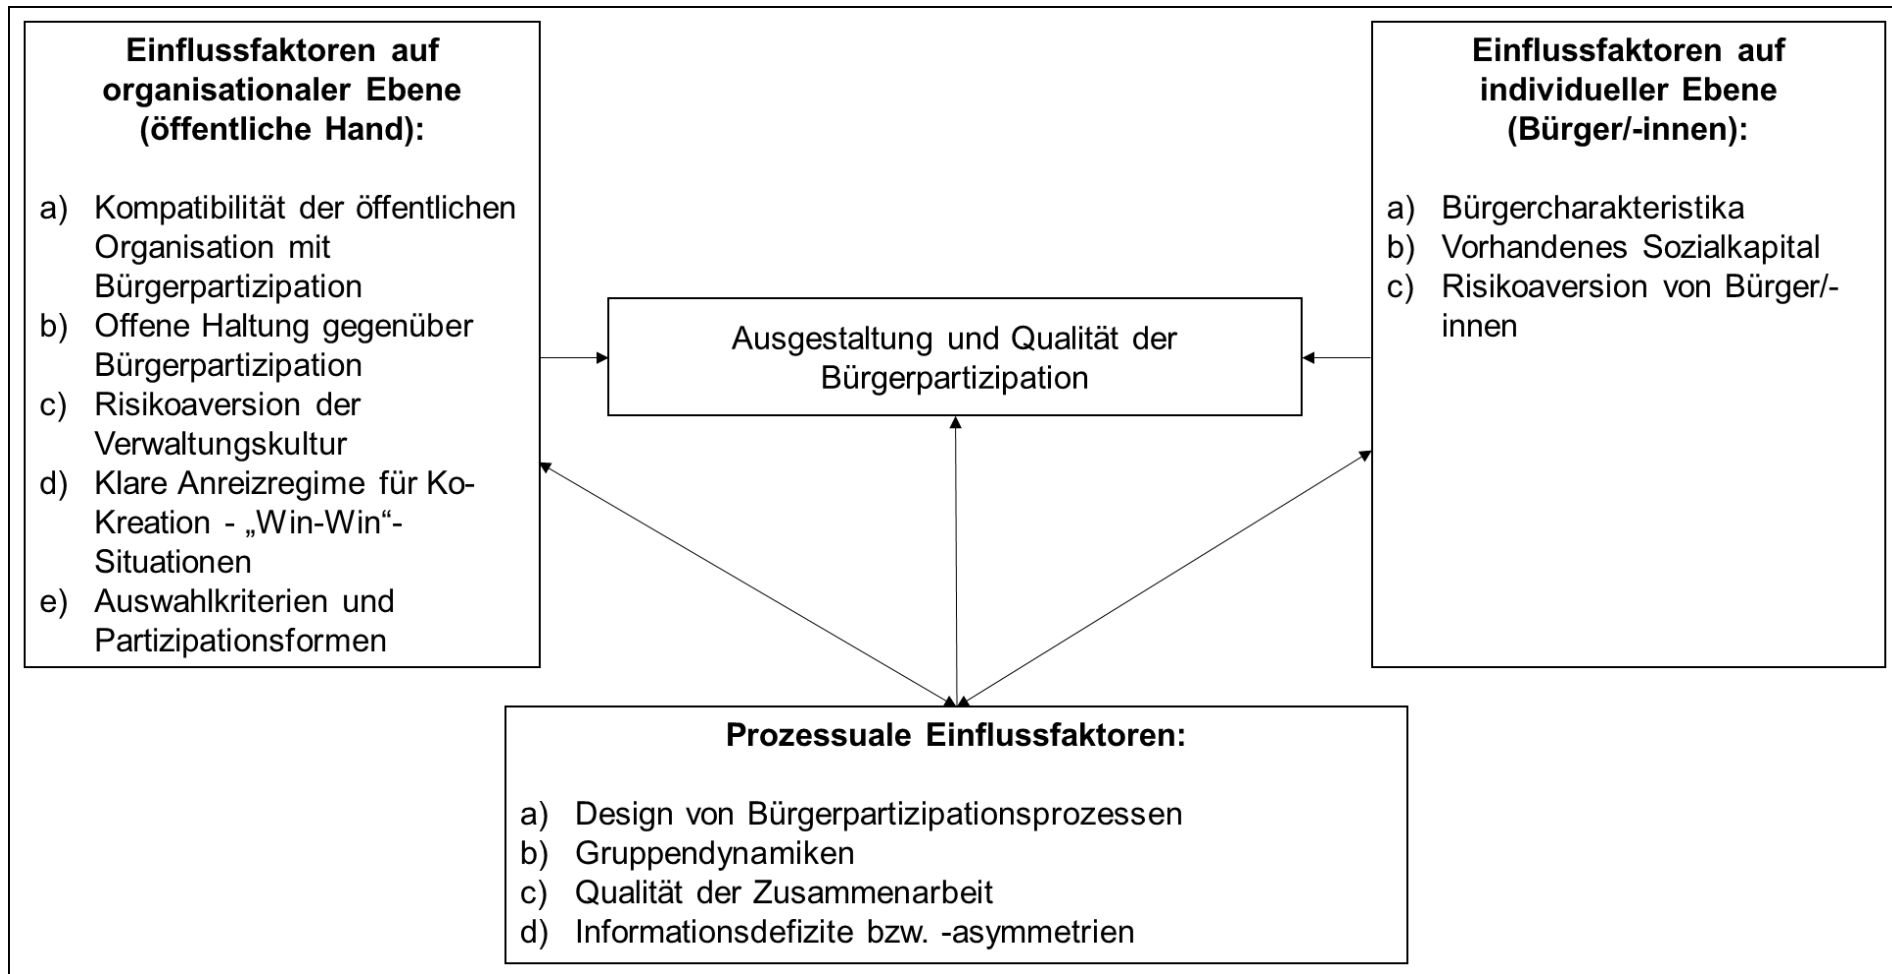 Einflussfaktoren auf
organisationaler Ebene
(öffentliche Hand):
a) Kompatibilität der öffentlichen
Organisation mit
Bürgerpartizipation
b) Offene Haltung gegenüber
Bürgerpartizipation
c) Risikoaversion der
Verwaltungskultur
d) Klare Anreizregime für Ko-
Kreation - „Win-Win“-
Situationen
e) Auswahlkriterien und
Partizipationsformen
Ausgestaltung und Qualität der
Bürgerpartizipation
Einflussfaktoren auf
individueller Ebene
(Bürger/-innen):
a) Bürgercharakteristika
b) Vorhandenes Sozialkapital
c) Risikoaversion von Bürger/-
innen
Prozessuale Einflussfaktoren:
a) Design von Bürgerpartizipationsprozessen
b) Gruppendynamiken
c) Qualität der Zusammenarbeit
d) Informationsdefizite bzw. -asymmetrien